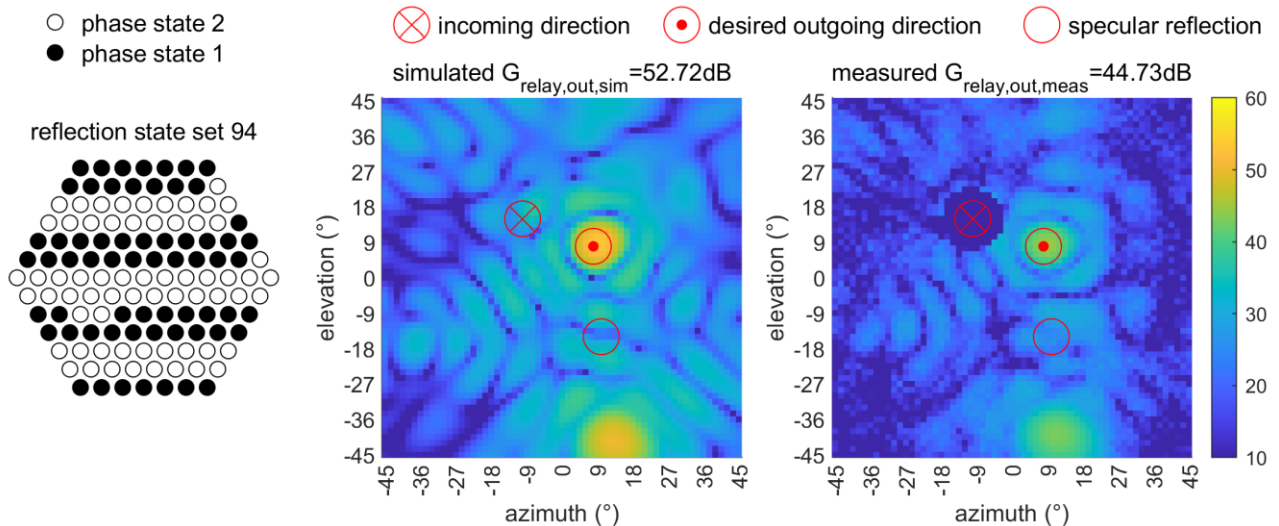 phase state 2
phase state 1
incoming direction
desired outgoing direction
specular reflection
reflection state set 94
simulated G_relay,out,sim=52.72dB
45
36
27
18
9
0
-9
-18
-27
-36
-45
elevation (°)
-45 -36 -27 -18 -9 0 9 18 27 36 45
azimuth (°)
measured G_relay,out,meas=44.73dB
45
36
27
18
9
0
-9
-18
-27
-36
-45
elevation (°)
-45 -36 -27 -18 -9 0 9 18 27 36 45
azimuth (°)
60
50
40
30
20
10